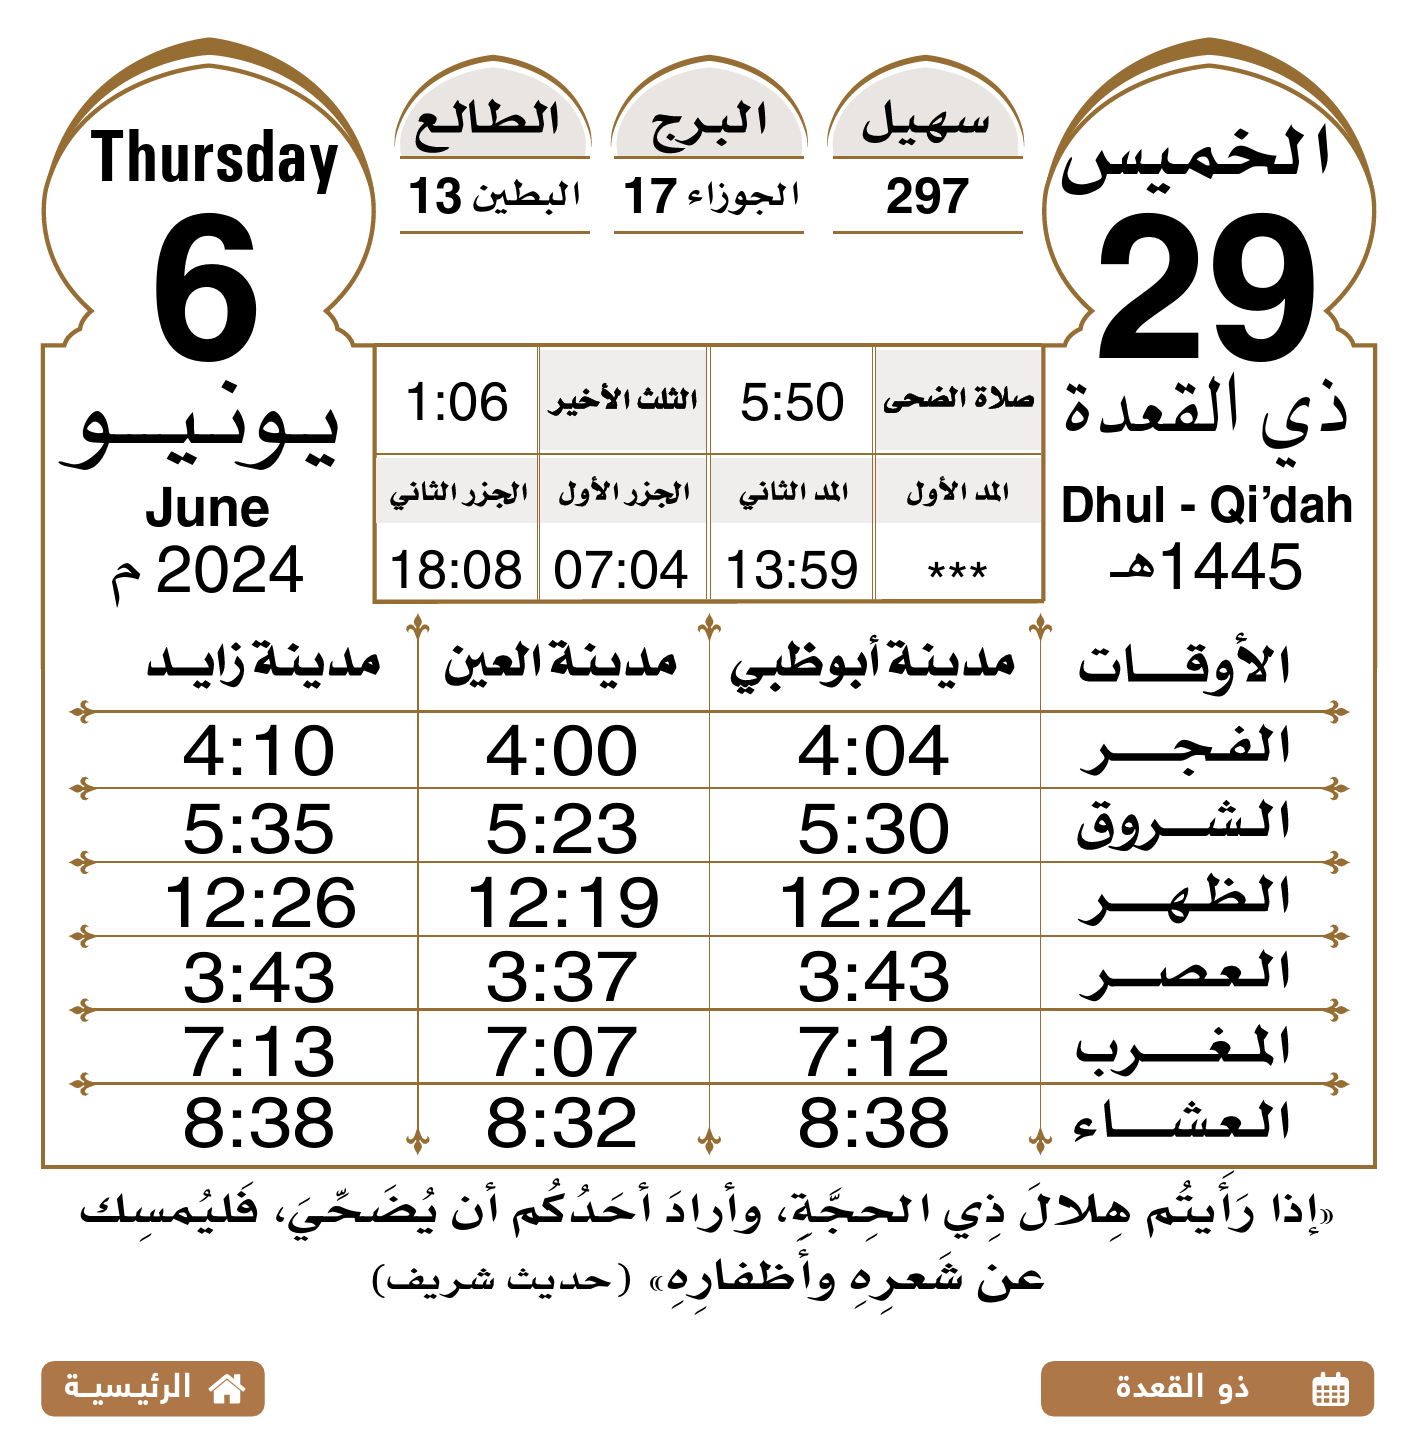 الخميس
29
ذي القعدة
Dhul - Qi’dah
1445هـ
سهيل
297
البرج
الجوزاء 17
الطالع
البطين 13
Thursday
6
يونيو
June
2024 م
صلاة الضحى 5:50 الثلث الأخير 1:06
المد الأول المد الثاني الجزر الأول الجزر الثاني
*** 13:59 07:04 18:08
الأوقات مدينة أبوظبي مدينة العين مدينة زايد
الفجر 4:04 4:00 4:10
الشروق 5:30 5:23 5:35
الظهر 12:24 12:19 12:26
العصر 3:43 3:37 3:43
المغرب 7:12 7:07 7:13
العشاء 8:38 8:32 8:38
«إذا رَأَيتُم هِلالَ ذِي الحِجَّةِ، وأرادَ أحَدُكُم أن يُضَحِّيَ، فَليُمسِك
عن شَعرِهِ وأَظفارِهِ» (حديث شريف)
ذو القعدة
الرئيسية